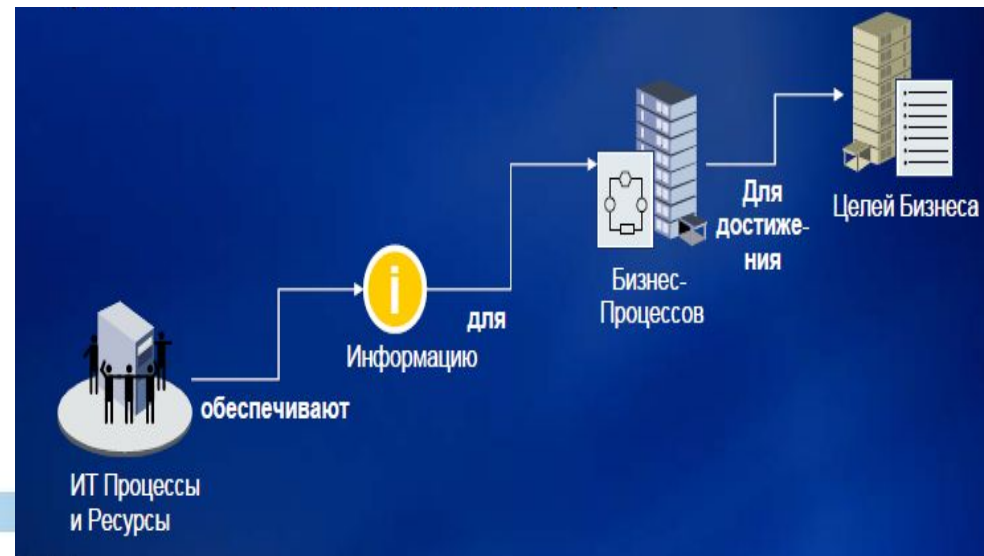 ИТ Процессы
и Ресурсы
обеспечивают
i
Информацию
для
Бизнес-
Процессов
Для
достиже-
ния
Целей Бизнеса